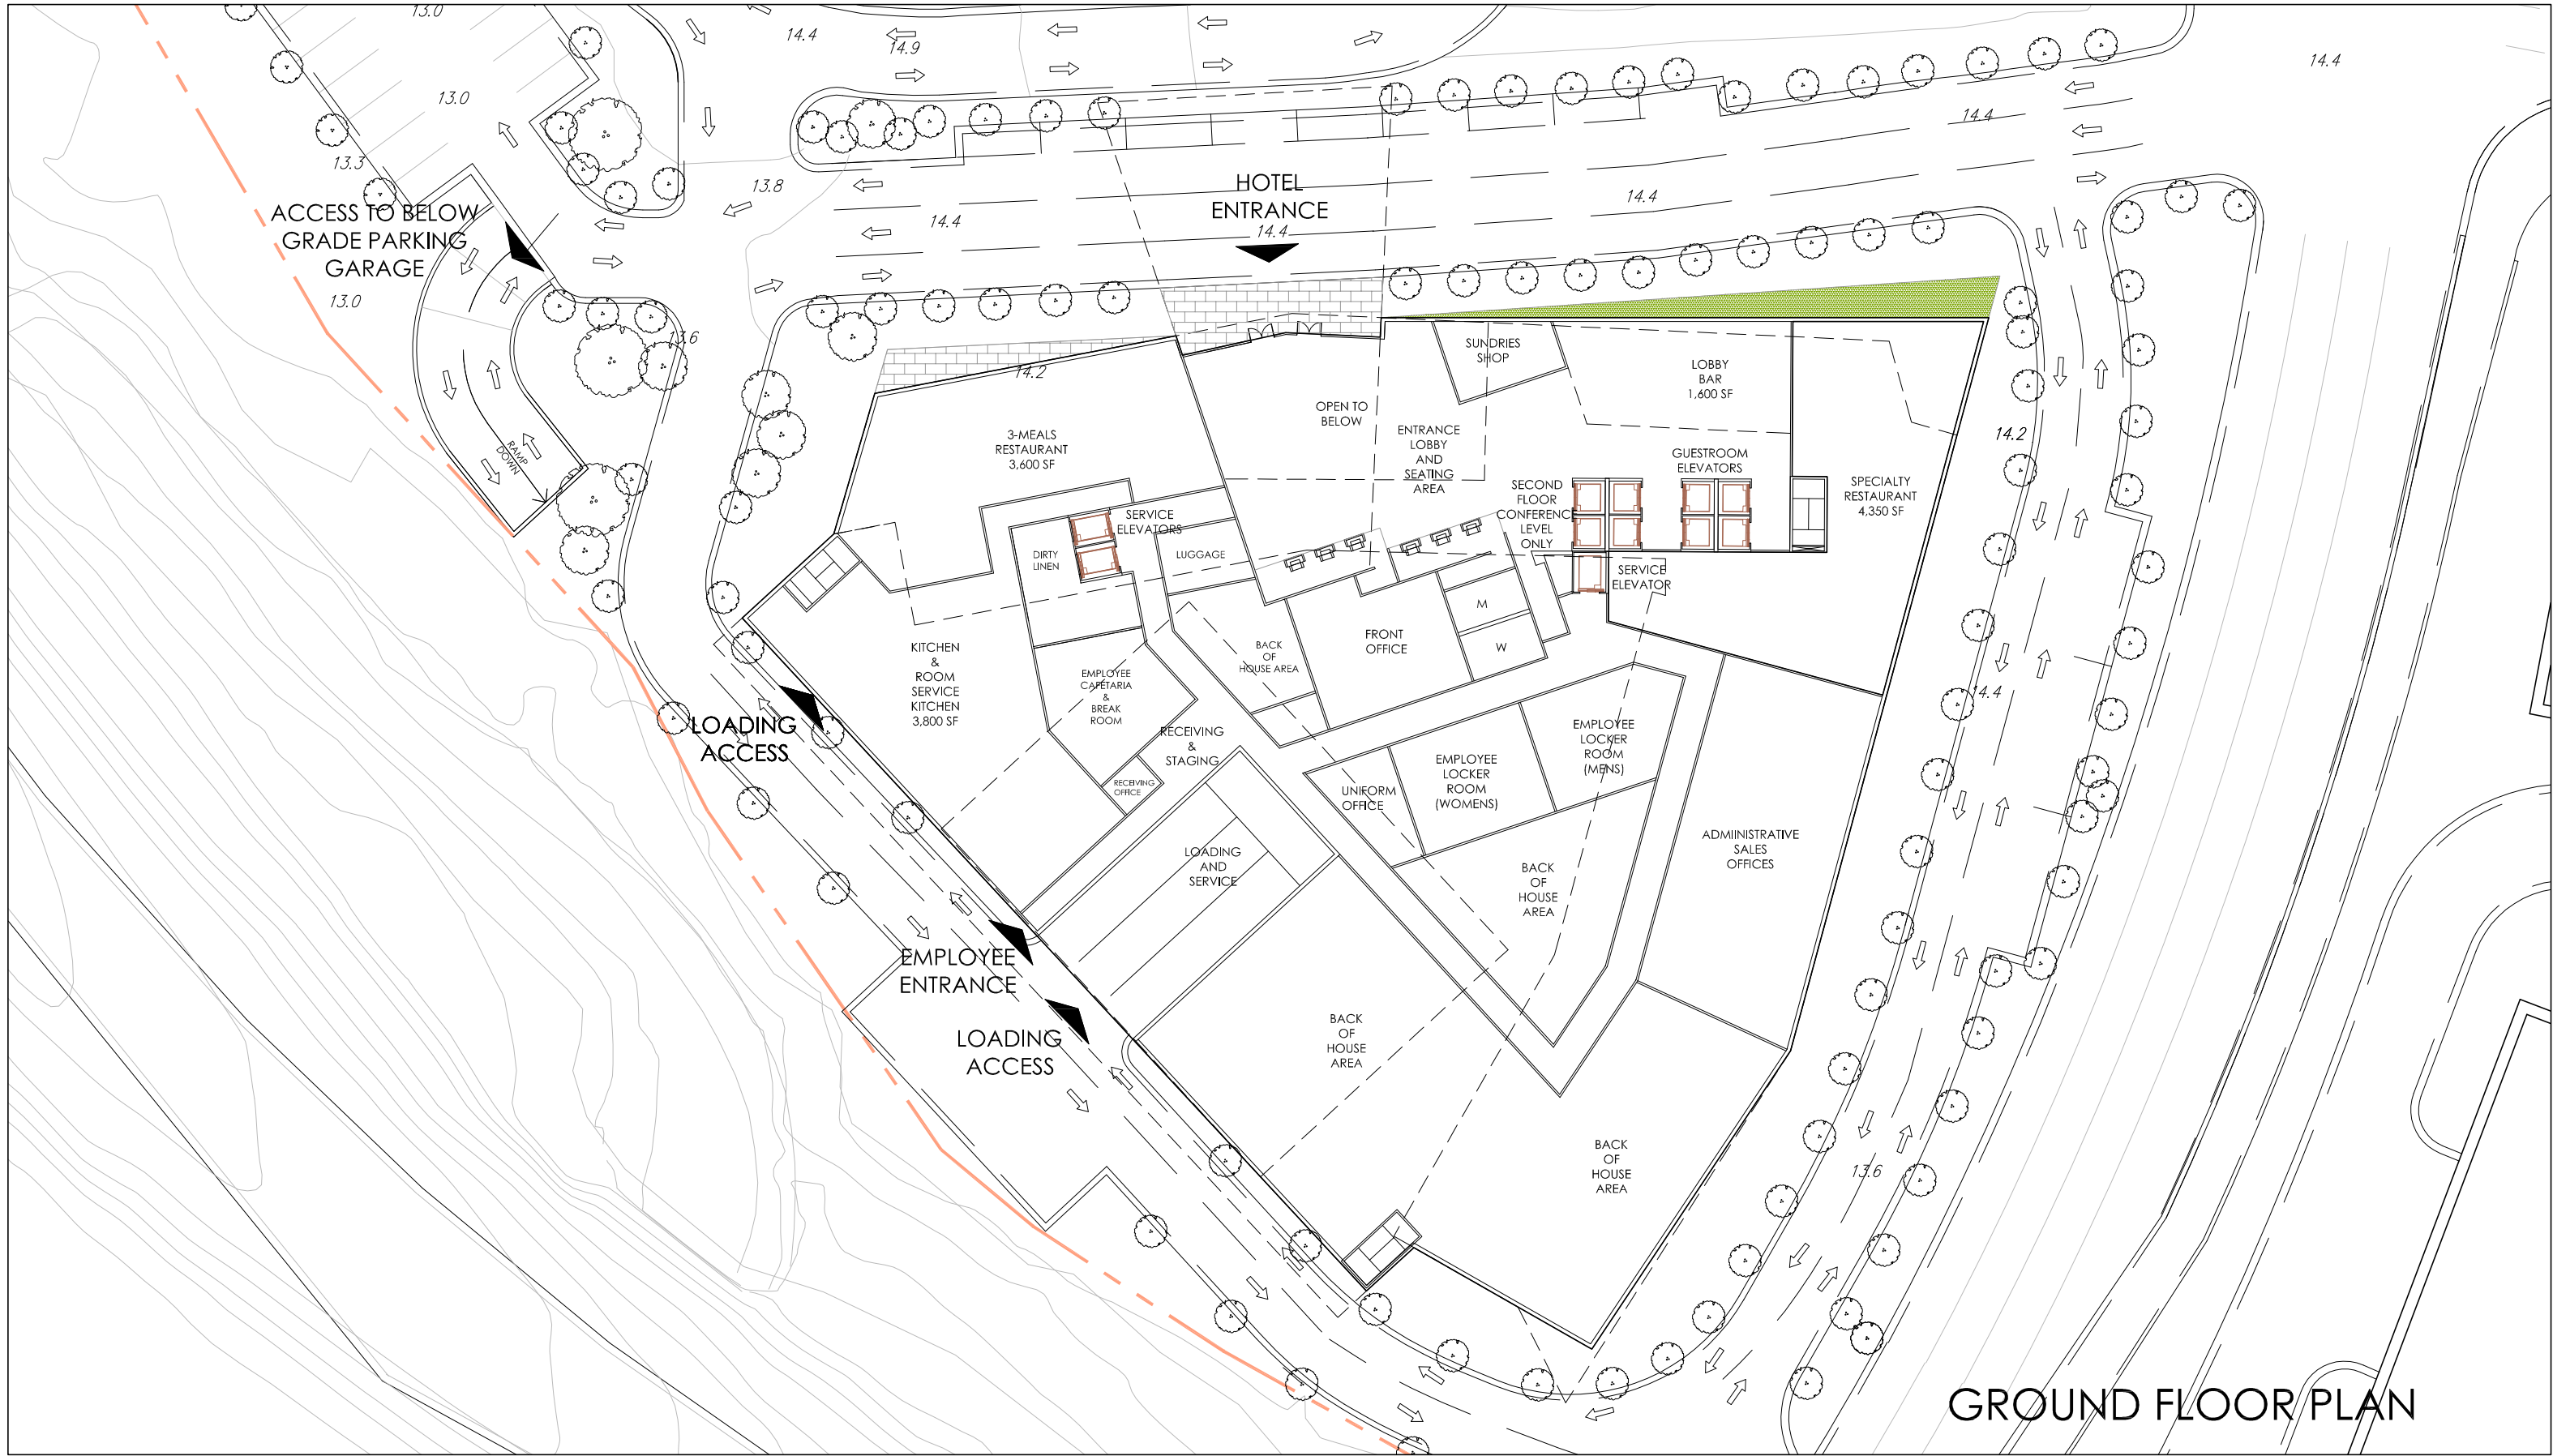 13.0
14.4
14.9
14.4
13.0
14.4
13.3
13.8
HOTEL
ENTRANCE
14.4
14.4
14.4
ACCESS TO BELOW
GRADE PARKING
GARAGE
13.0
13.6
14.2
RAMP
DOWN
SUNDRIES
SHOP
LOBBY
BAR
1,600 SF
OPEN TO
BELOW
3-MEALS
RESTAURANT
3,600 SF
ENTRANCE
LOBBY
AND
SEATING
AREA
14.2
GUESTROOM
ELEVATORS
SECOND
FLOOR
CONFERENCE
LEVEL
ONLY
SPECIALTY
RESTAURANT
4,350 SF
SERVICE
ELEVATORS
DIRTY
LINEN
LUGGAGE
SERVICE
ELEVATOR
M
W
FRONT
OFFICE
BACK
OF
HOUSE AREA
KITCHEN
&
ROOM
SERVICE
KITCHEN
3,800 SF
EMPLOYEE
CAFETARIA
&
BREAK
ROOM
14.4
LOADING
ACCESS
RECEIVING
&
STAGING
RECEIVING
OFFICE
EMPLOYEE
LOCKER
ROOM
(MENS)
EMPLOYEE
LOCKER
ROOM
(WOMENS)
UNIFORM
OFFICE
ADMIINISTRATIVE
SALES
OFFICES
LOADING
AND
SERVICE
BACK
OF
HOUSE
AREA
EMPLOYEE
ENTRANCE
LOADING
ACCESS
BACK
OF
HOUSE
AREA
BACK
OF
HOUSE
AREA
13.6
GROUND FLOOR PLAN